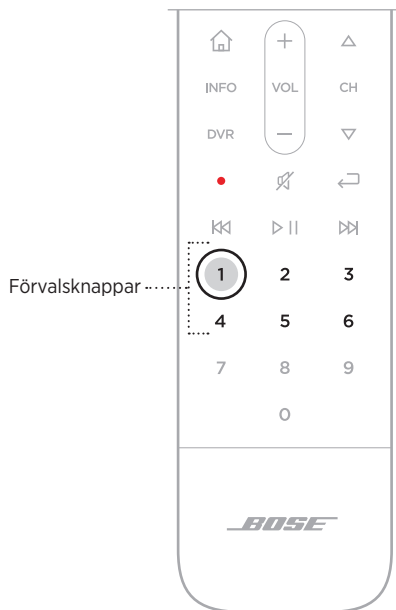 INFO VOL CH
DVR
Förvalsknappar
1 2 3
4 5 6
7 8 9
0
BOSE